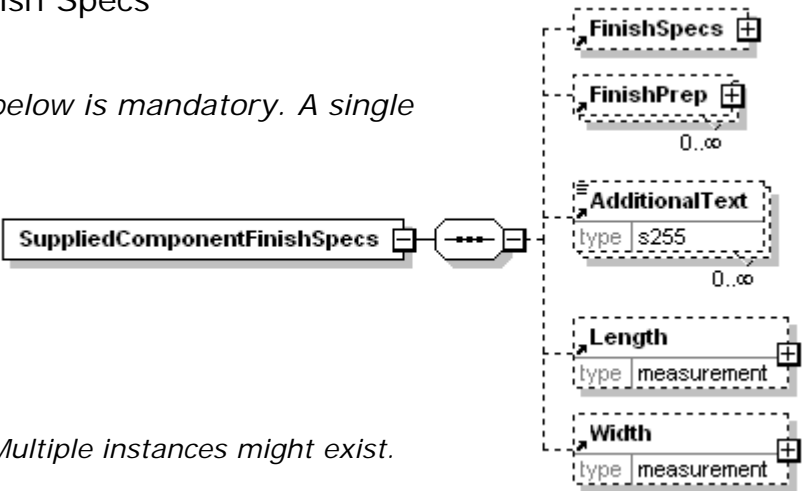 Specs
FinishSpecs
below is mandatory. A single
FinishPrep
0..∞
AdditionalText
type s255
0..∞
SuppliedComponentFinishSpecs
Length
type measurement
Multiple instances might exist.
Width
type measurement